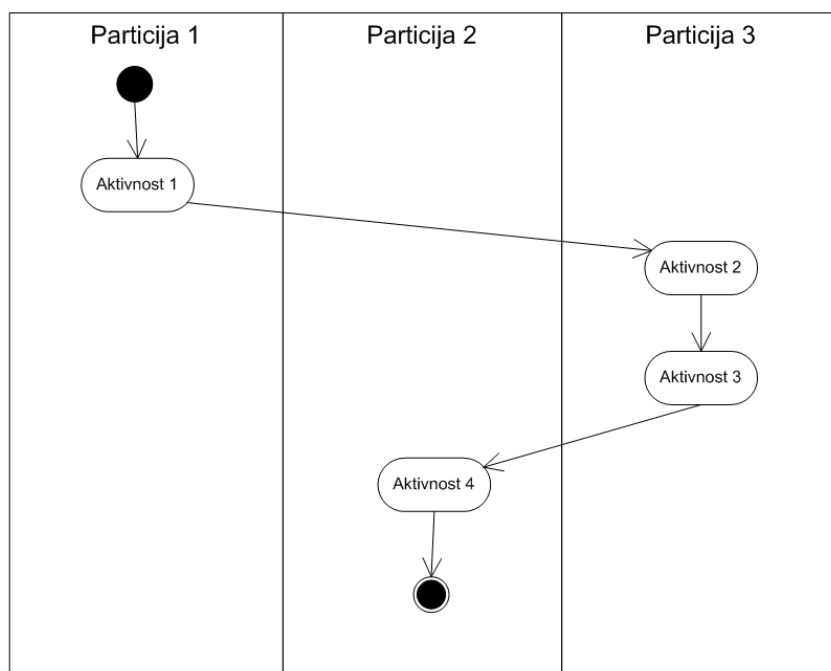 Particija 1
Particija 2
Particija 3
Aktivnost 1
Aktivnost 2
Aktivnost 3
Aktivnost 4